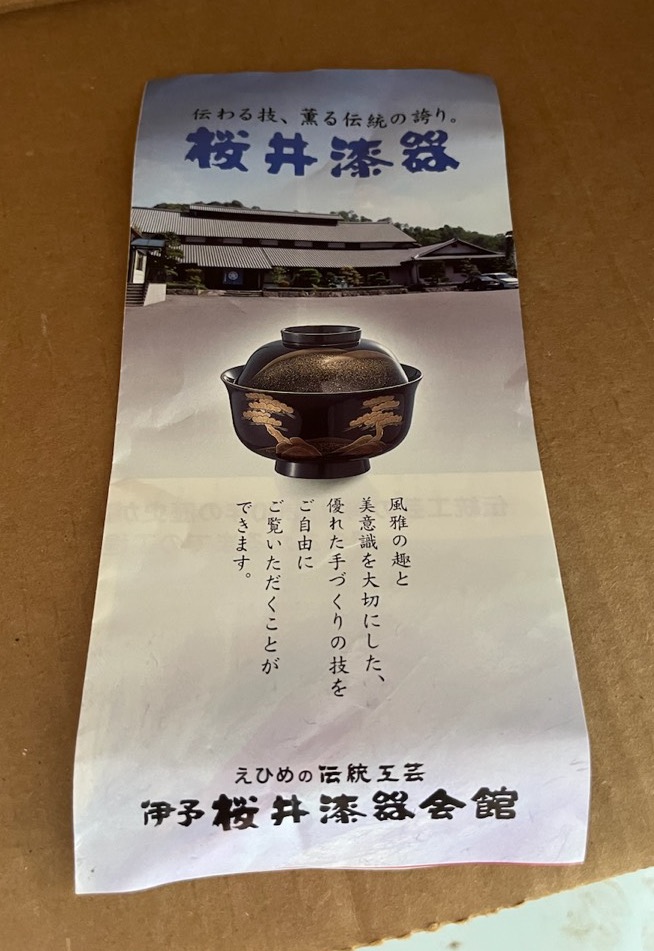 伝わる技、薫る伝統の誇り。
桜井漆器
風雅の趣と
美意識を大切にした、
優れた手づくりの技を
ご自由に
ご覧いただくことが
できます。
えひめの伝統工芸
伊予桜井漆器会館